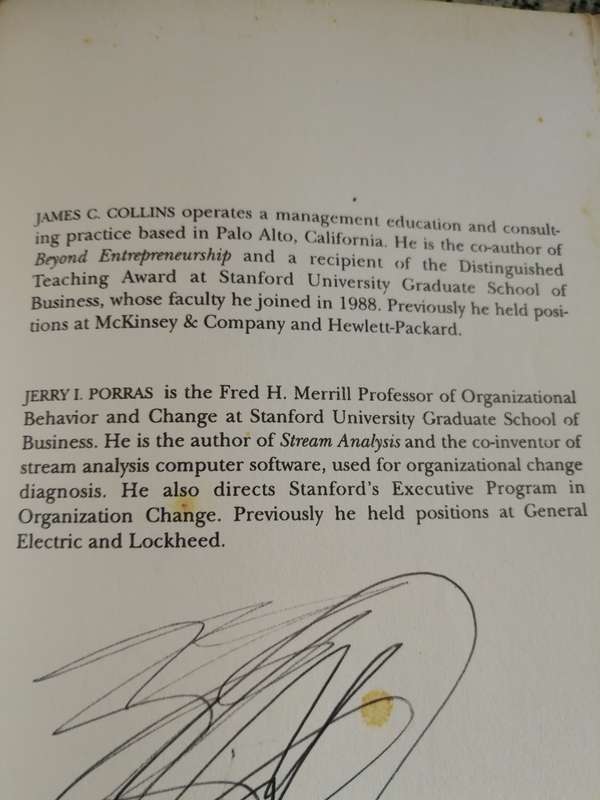 JAMES C. COLLINS operates a management education and consult-
ing practice based in Palo Alto, California. He is the co-author of
Beyond Entrepreneurship and a recipient of the Distinguished
Teaching Award at Stanford University Graduate School of
Business, whose faculty he joined in 1988. Previously he held posi-
tions at McKinsey & Company and Hewlett-Packard.
JERRY I. PORRAS is the Fred H. Merrill Professor of Organizational
Behavior and Change at Stanford University Graduate School of
Business. He is the author of Stream Analysis and the co-inventor of
stream analysis computer software, used for organizational change
diagnosis. He also directs Stanford's Executive Program in
Organization Change. Previously he held positions at General
Electric and Lockheed.